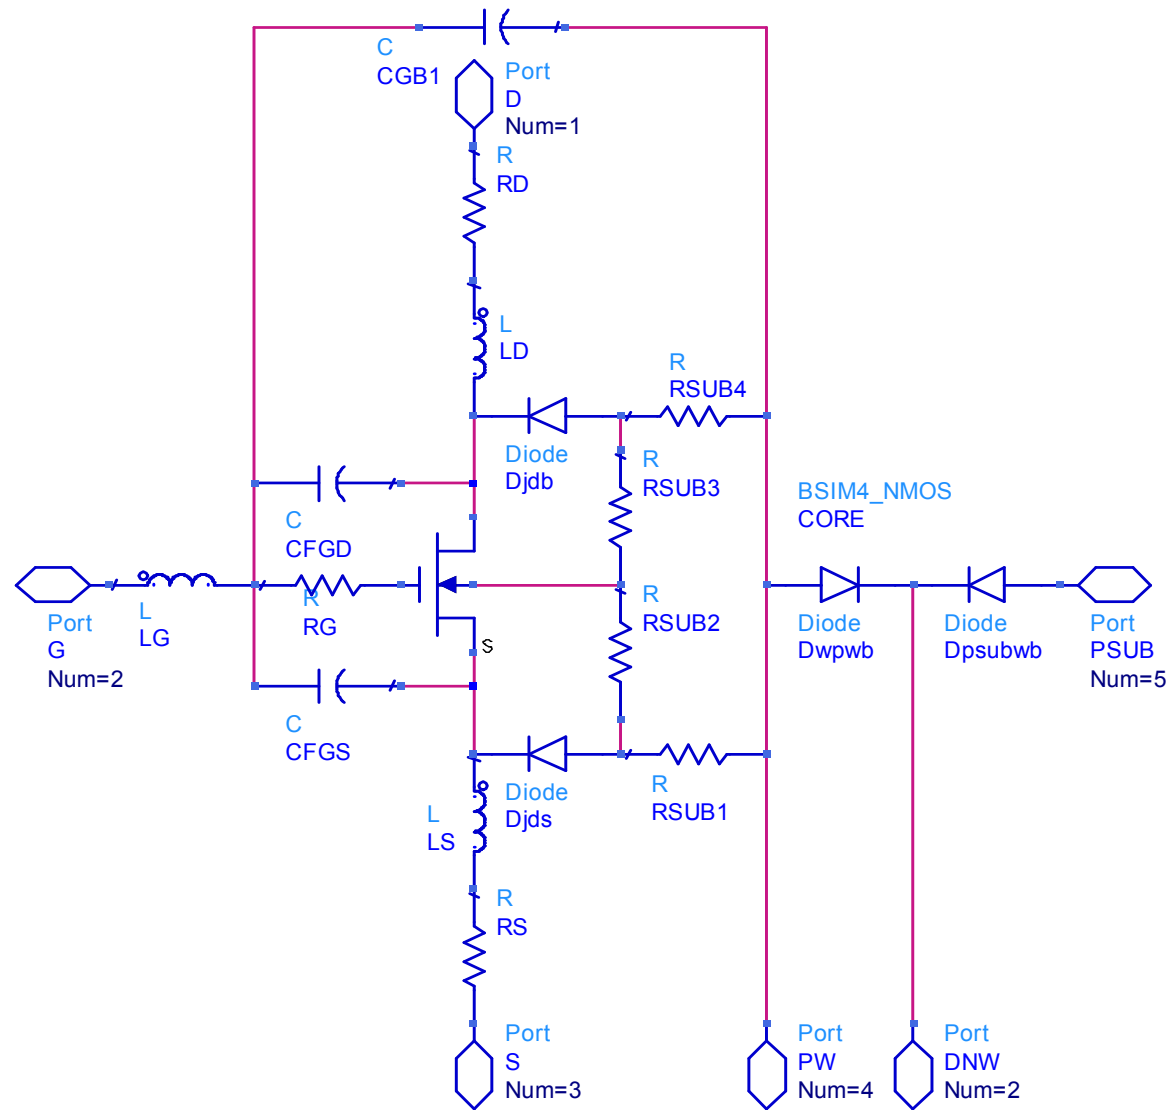 C
CGB1
Port
D
Num=1
R
RD
L
LD
R
RSUB4
Diode
Djdb
R
RSUB3
BSIM4_NMOS
CORE
C
CFGD
Port
G
Num=2
L
LG
R
RG
S
R
RSUB2
Diode
Dwpwb
Diode
Dpsubwb
Port
PSUB
Num=5
C
CFGS
Diode
Djds
R
RSUB1
L
LS
R
RS
Port
S
Num=3
Port
PW
Num=4
Port
DNW
Num=2